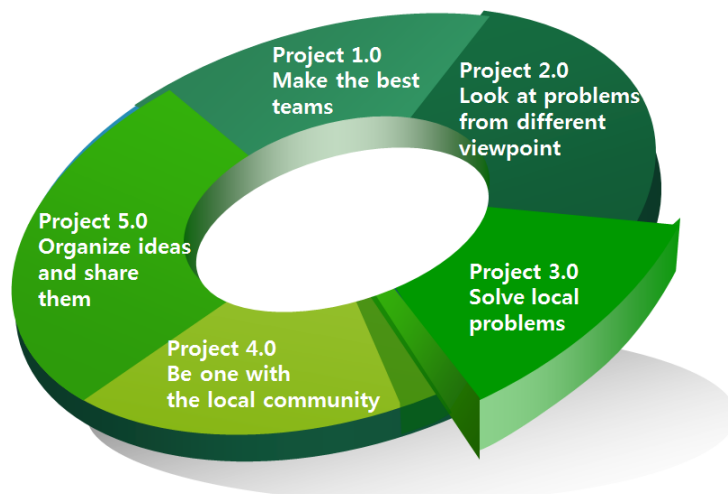 Project 1.0
Make the best
teams
Project 2.0
Look at problems
from different
viewpoint
Project 3.0
Solve local
problems
Project 4.0
Be one with
the local community
Project 5.0
Organize ideas
and share
them